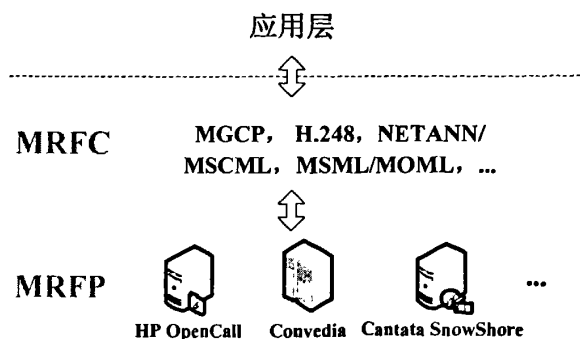 应用层
MRFC
MGCP, H.248, NETANN/
MSCML, MSML/MOML, ...
MRFP
...
HP OpenCall Convedia Cantata SnowShore